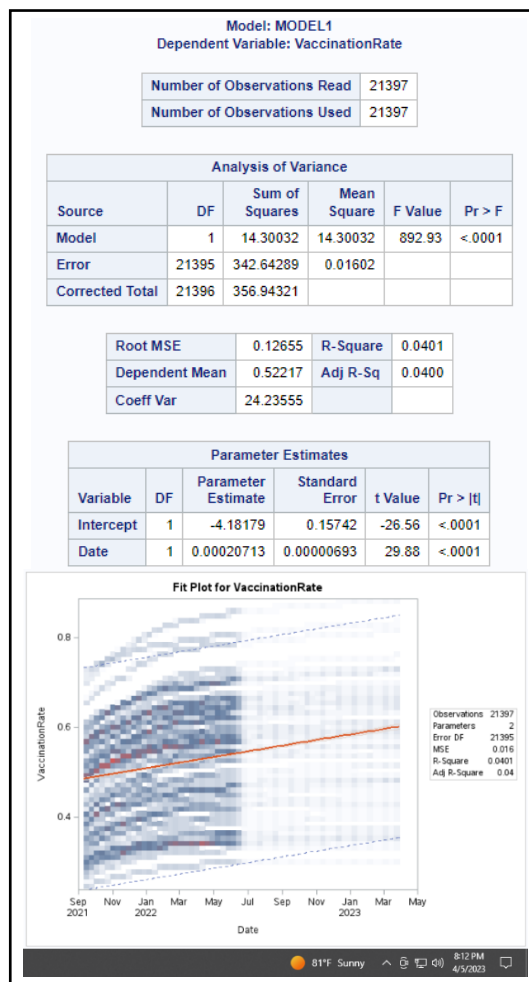 Model: MODEL1
Dependent Variable: VaccinationRate
Number of Observations Read 21397
Number of Observations Used 21397
Analysis of Variance
Source DF Sum of Squares Mean Square F Value Pr > F
Model 1 14.30032 14.30032 892.93 <.0001
Error 21395 342.64289 0.01602
Corrected Total 21396 356.94321
Root MSE 0.12655 R-Square 0.0401
Dependent Mean 0.52217 Adj R-Sq 0.0400
Coeff Var 24.23555
Parameter Estimates
Variable DF Parameter Estimate Standard Error t Value Pr > |t|
Intercept 1 -4.18179 0.15742 -26.56 <.0001
Date 1 0.00020713 0.00000693 29.88 <.0001
Fit Plot for VaccinationRate
0.8
0.6
0.4
VaccinationRate
Observations 21397
Parameters 2
Error DF 21395
MSE 0.016
R-Square 0.0401
Adj R-Square 0.04
Sep Nov Jan Mar May Jul Sep Nov Jan Mar May
2021 2022 2023
Date
81°F Sunny 8:12 PM
4/5/2023